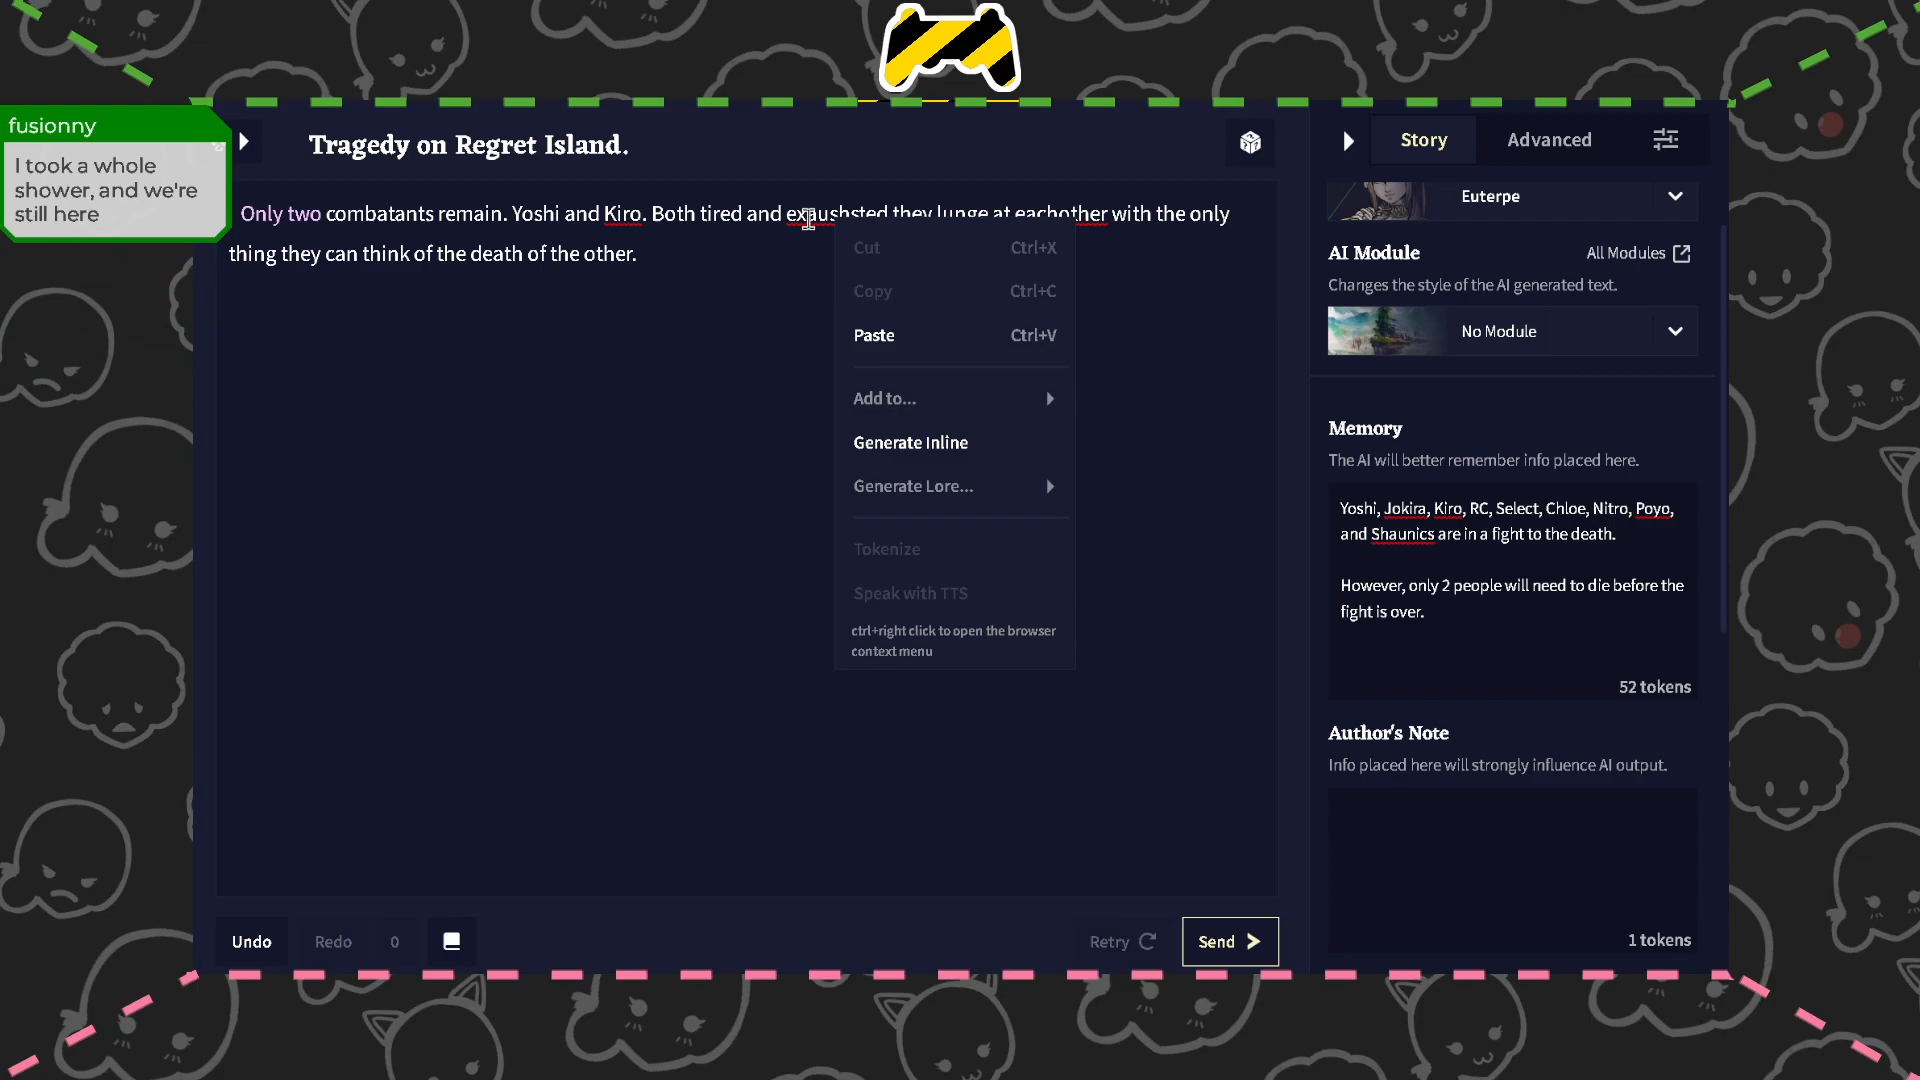 fusionny
I took a whole
shower, and we're
still here
Tragedy on Regret Island.
Only two combatants remain. Yoshi and Kiro. Both tired and exhaushsted they lunge at eachother with the only
thing they can think of the death of the other.
Cut Ctrl+X
Copy Ctrl+C
Paste Ctrl+V
Add to...
Generate Inline
Generate Lore...
Tokenize
Speak with TTS
ctrl+right click to open the browser
context menu
Undo
Redo
0
Retry
Send
Story
Advanced
Euterpe
AI Module
All Modules
Changes the style of the AI generated text.
No Module
Memory
The AI will better remember info placed here.
Yoshi, Jokira, Kiro, RC, Select, Chloe, Nitro, Poyo,
and Shaunics are in a fight to the death.
However, only 2 people will need to die before the
fight is over.
52 tokens
Author's Note
Info placed here will strongly influence AI output.
1 tokens